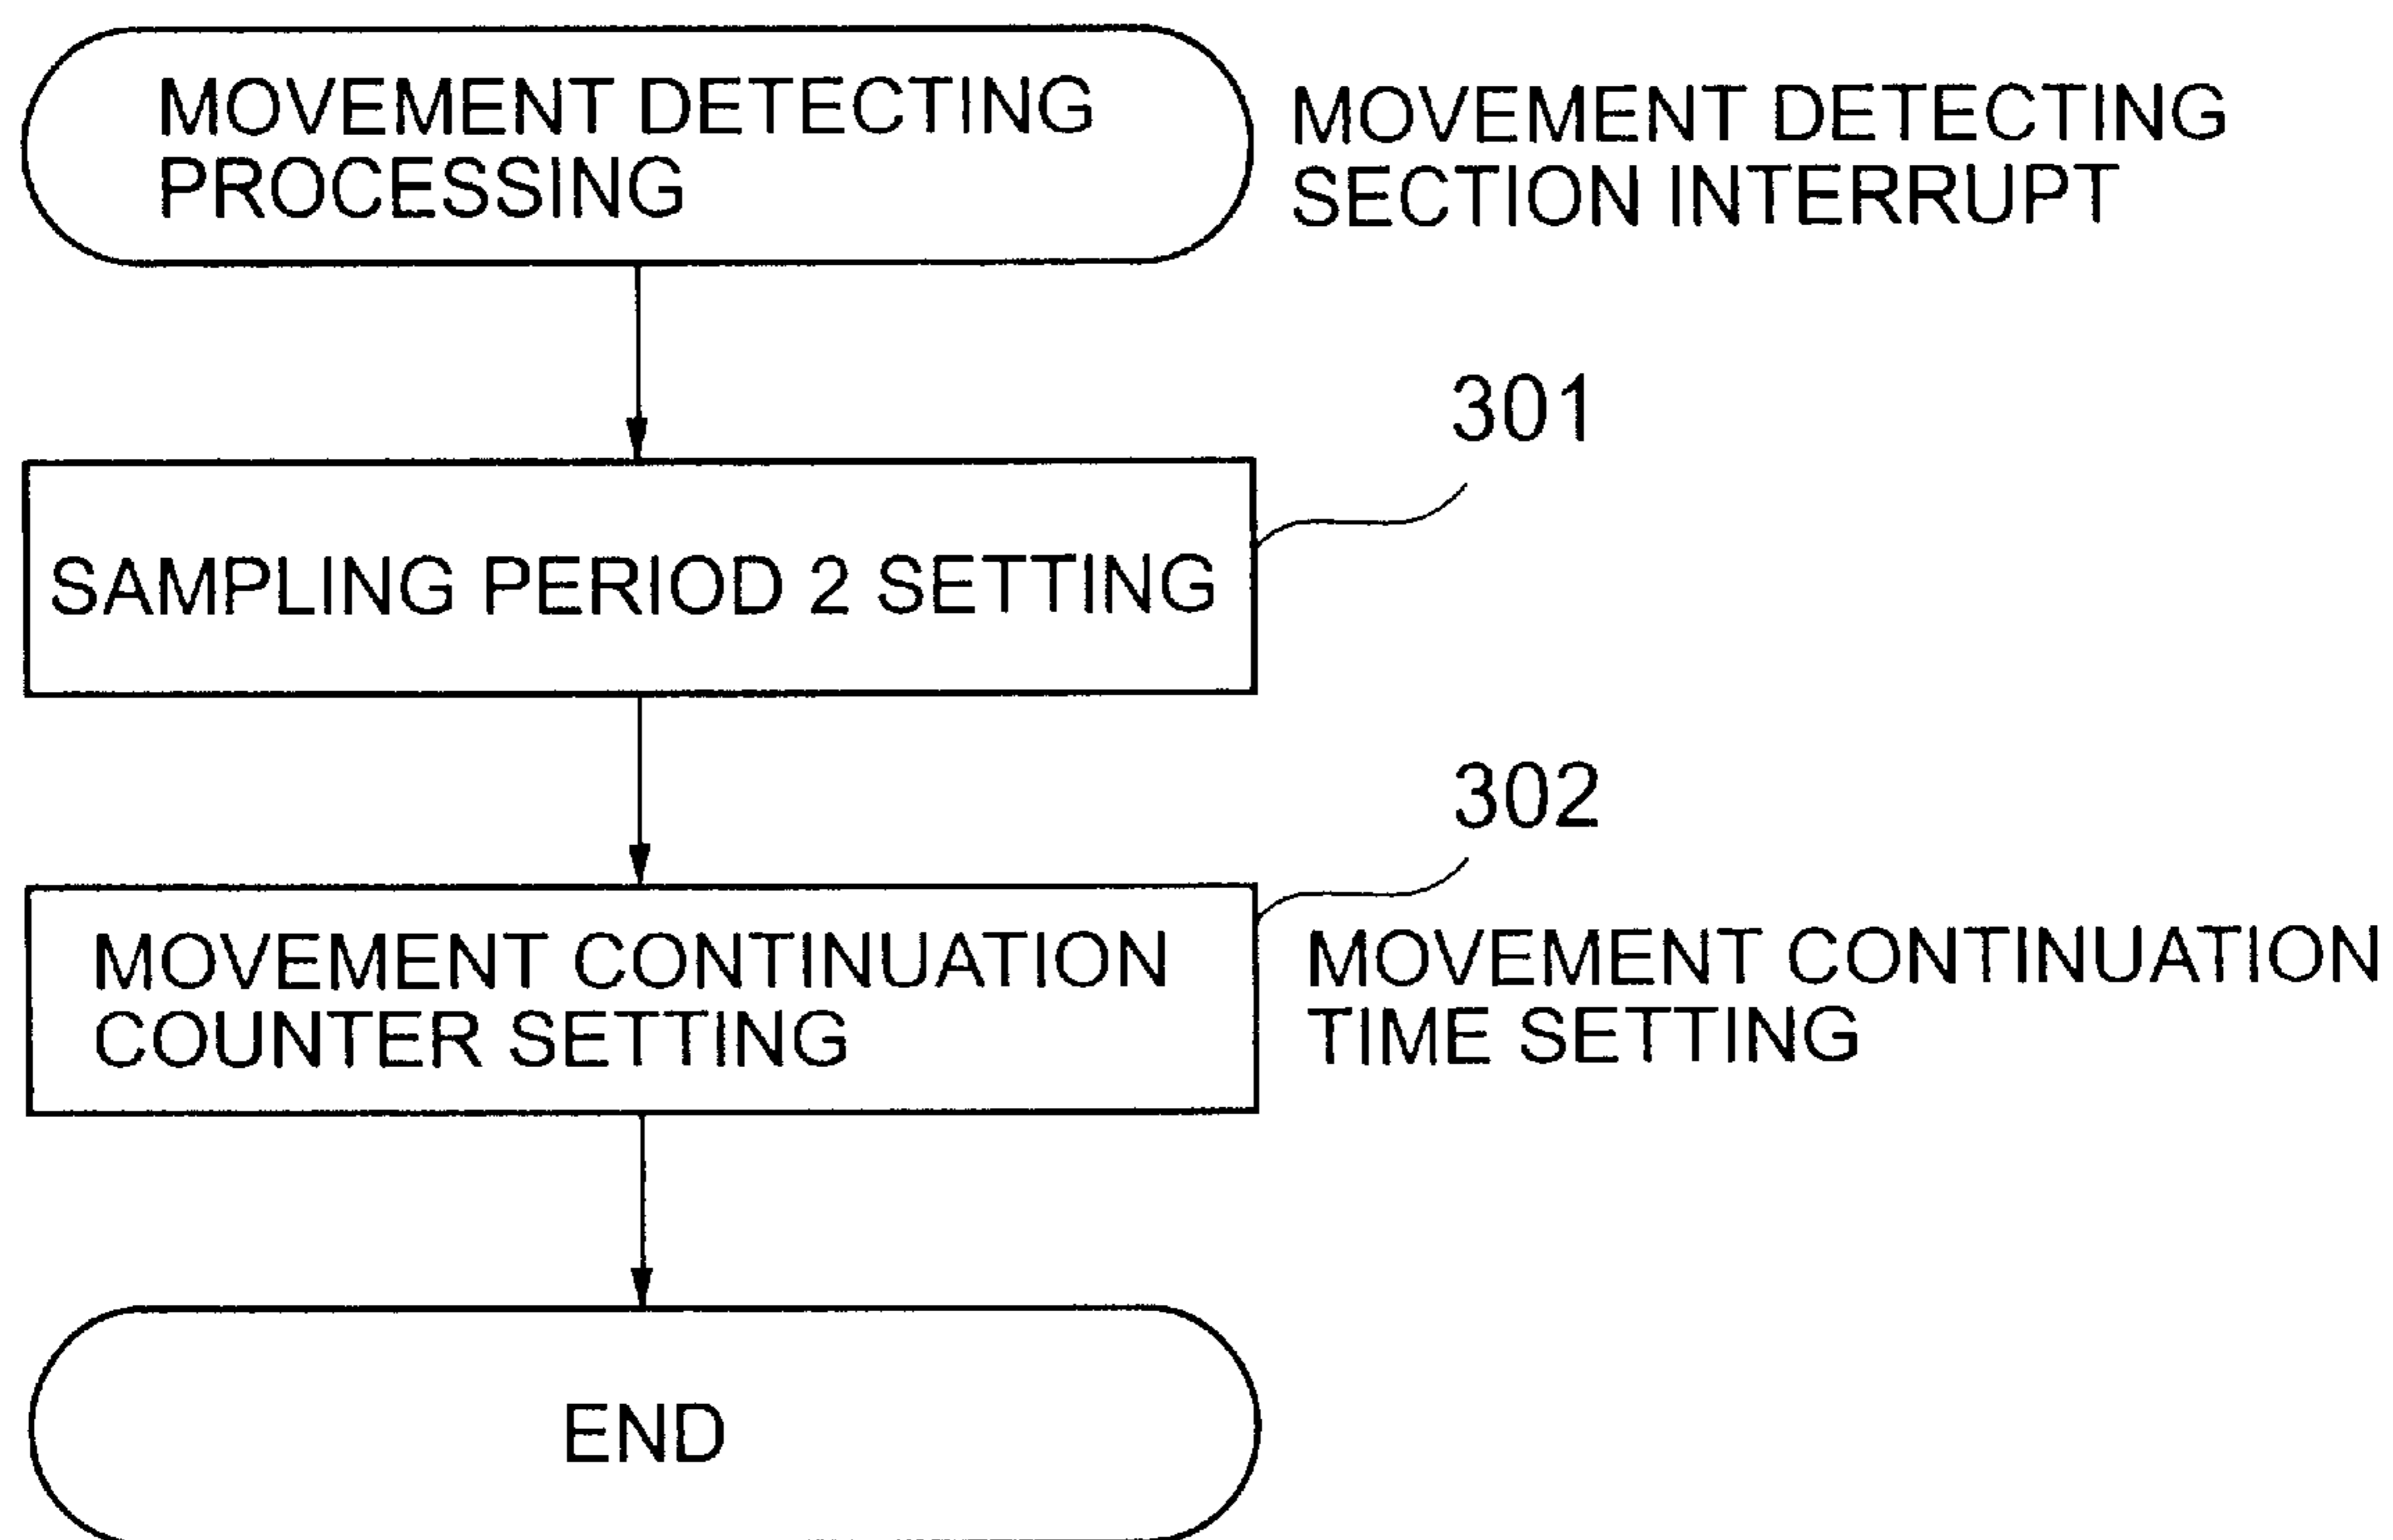 MOVEMENT DETECTING
PROCESSING
MOVEMENT DETECTING
SECTION INTERRUPT
301
SAMPLING PERIOD 2 SETTING
302
MOVEMENT CONTINUATION
COUNTER SETTING
MOVEMENT CONTINUATION
TIME SETTING
END